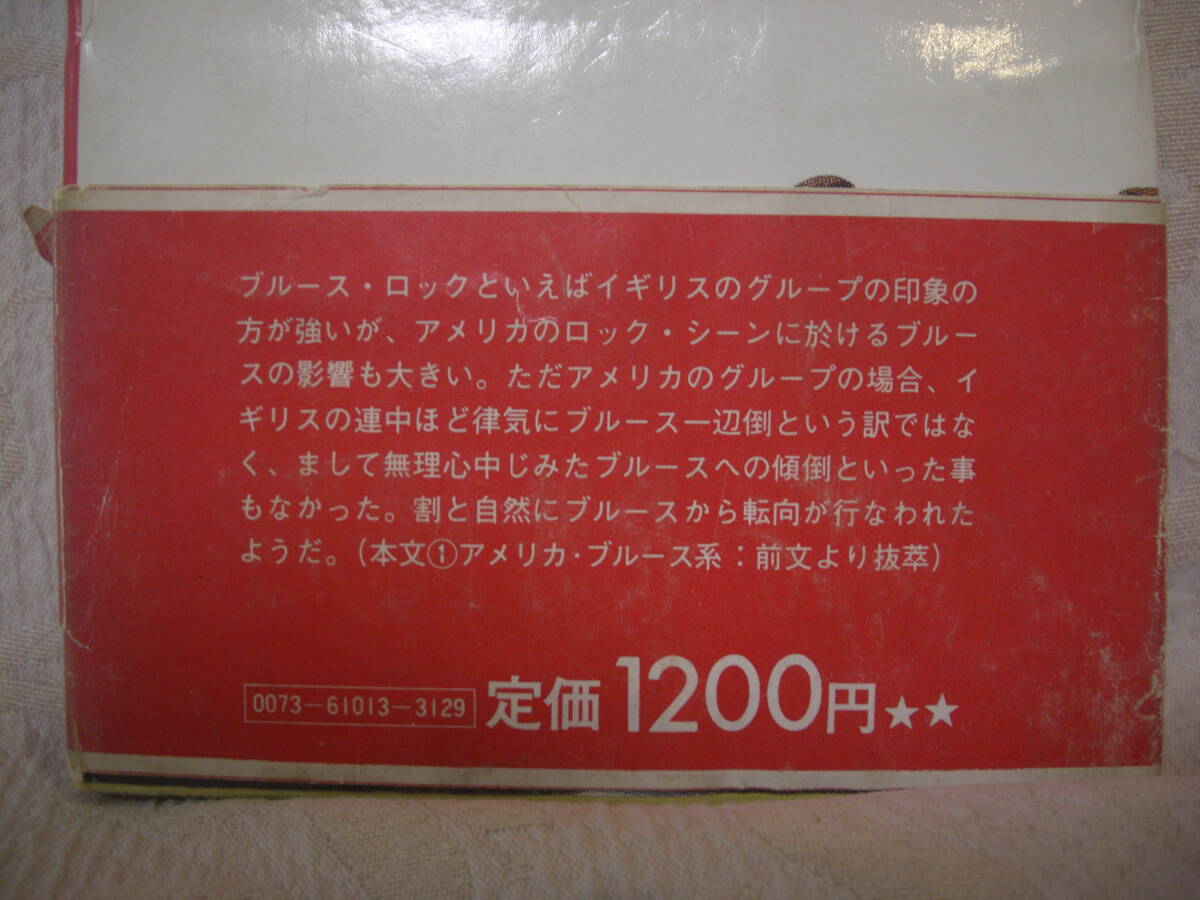 ブルース・ロックといえばイギリスのグループの印象の
方が強いが、アメリカのロック・シーンに於けるブルー
スの影響も大きい。ただアメリカのグループの場合、イ
ギリスの連中ほど律気にブルース一辺倒という訳ではな
く、まして無理心中じみたブルースへの傾倒といった事
もなかった。割と自然にブルースから転向が行なわれた
ようだ。(本文①アメリカ・ブルース系：前文より抜萃)
0073-61013-3129 定価1200円★★